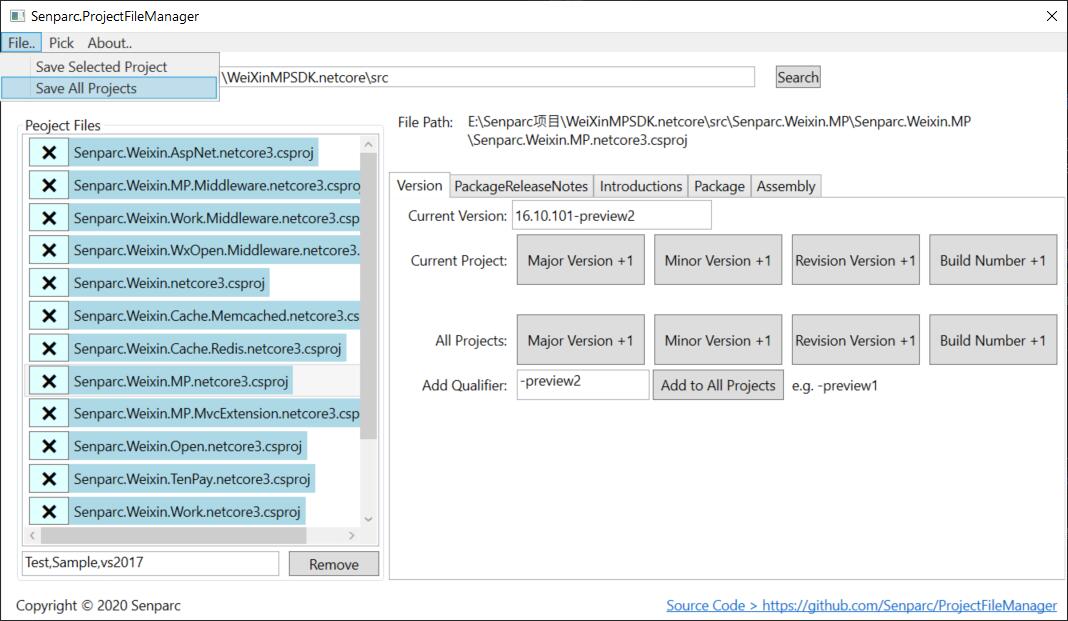 Senparc.ProjectFileManager
File.. Pick About..
Save Selected Project
Save All Projects
\WeiXinMPSDK.netcore\src
Search
Peoject Files
Senparc.Weixin.AspNet.netcore3.csproj
Senparc.Weixin.MP.Middleware.netcore3.cspro
Senparc.Weixin.Work.Middleware.netcore3.csp
Senparc.Weixin.WxOpen.Middleware.netcore3.
Senparc.Weixin.netcore3.csproj
Senparc.Weixin.Cache.Memcached.netcore3.cs
Senparc.Weixin.Cache.Redis.netcore3.csproj
Senparc.Weixin.MP.netcore3.csproj
Senparc.Weixin.MP.MvcExtension.netcore3.csp
Senparc.Weixin.Open.netcore3.csproj
Senparc.Weixin.TenPay.netcore3.csproj
Senparc.Weixin.Work.netcore3.csproj
Test,Sample,vs2017
Remove
File Path: E:\Senparc项目\WeiXinMPSDK.netcore\src\Senparc.Weixin.MP\Senparc.Weixin.MP
\Senparc.Weixin.MP.netcore3.csproj
Version PackageReleaseNotes Introductions Package Assembly
Current Version: 16.10.101-preview2
Current Project: Major Version +1 Minor Version +1 Revision Version +1 Build Number +1
All Projects: Major Version +1 Minor Version +1 Revision Version +1 Build Number +1
Add Qualifier: -preview2 Add to All Projects e.g. -preview1
Copyright © 2020 Senparc
Source Code > https://github.com/Senparc/ProjectFileManager